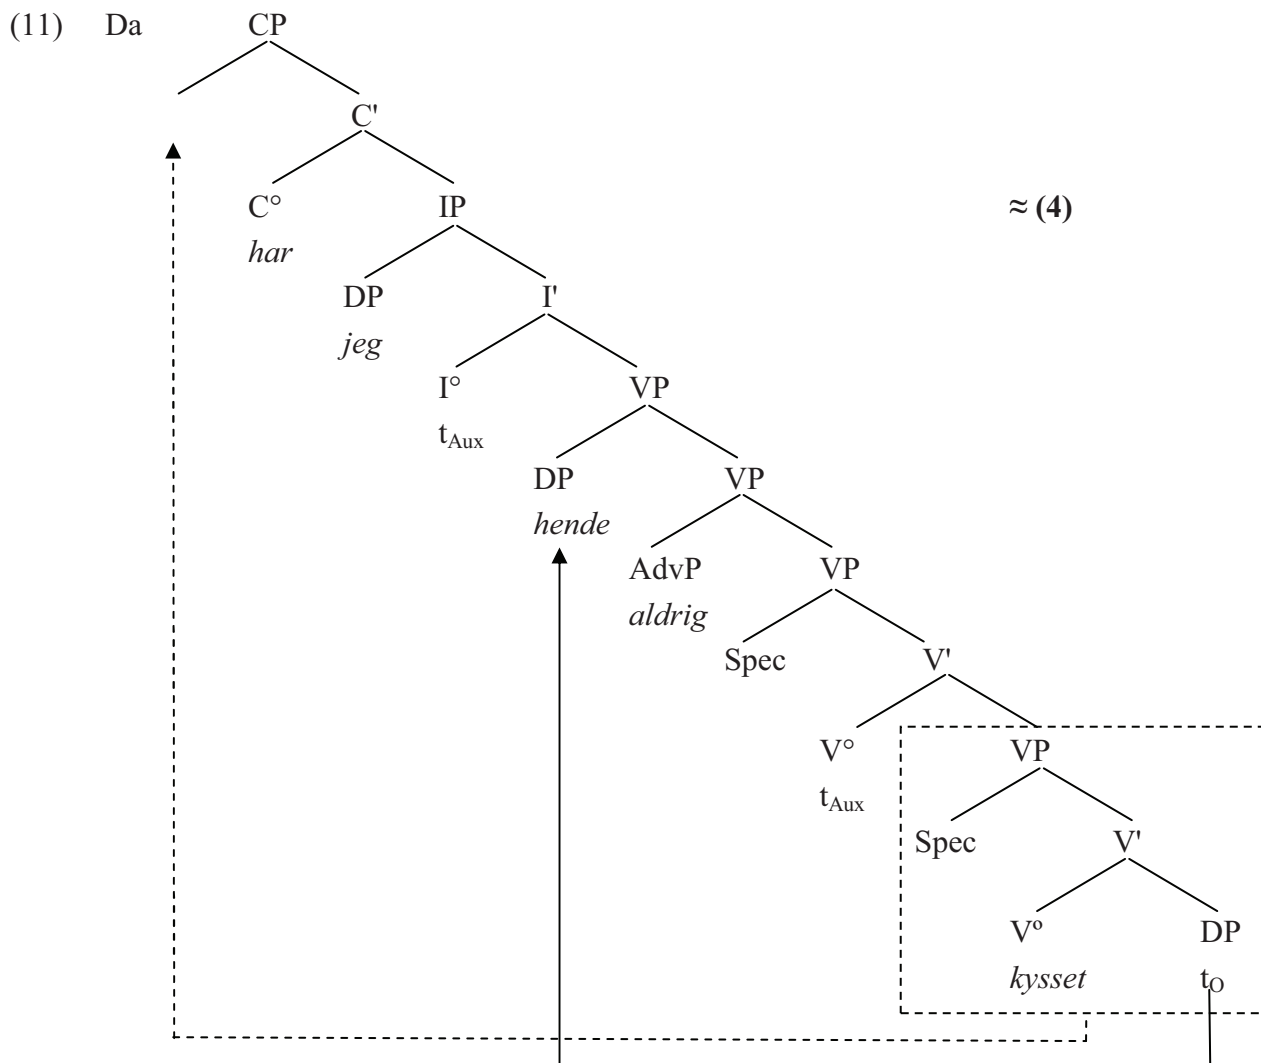 (11) Da CP
C'
C° IP ≈ (4)
har
DP I'
jeg
I° VP
tAux
DP VP
hende
AdvP VP
aldrig
Spec V'
V° VP
tAux
Spec V'
Vº DP
kysset tO